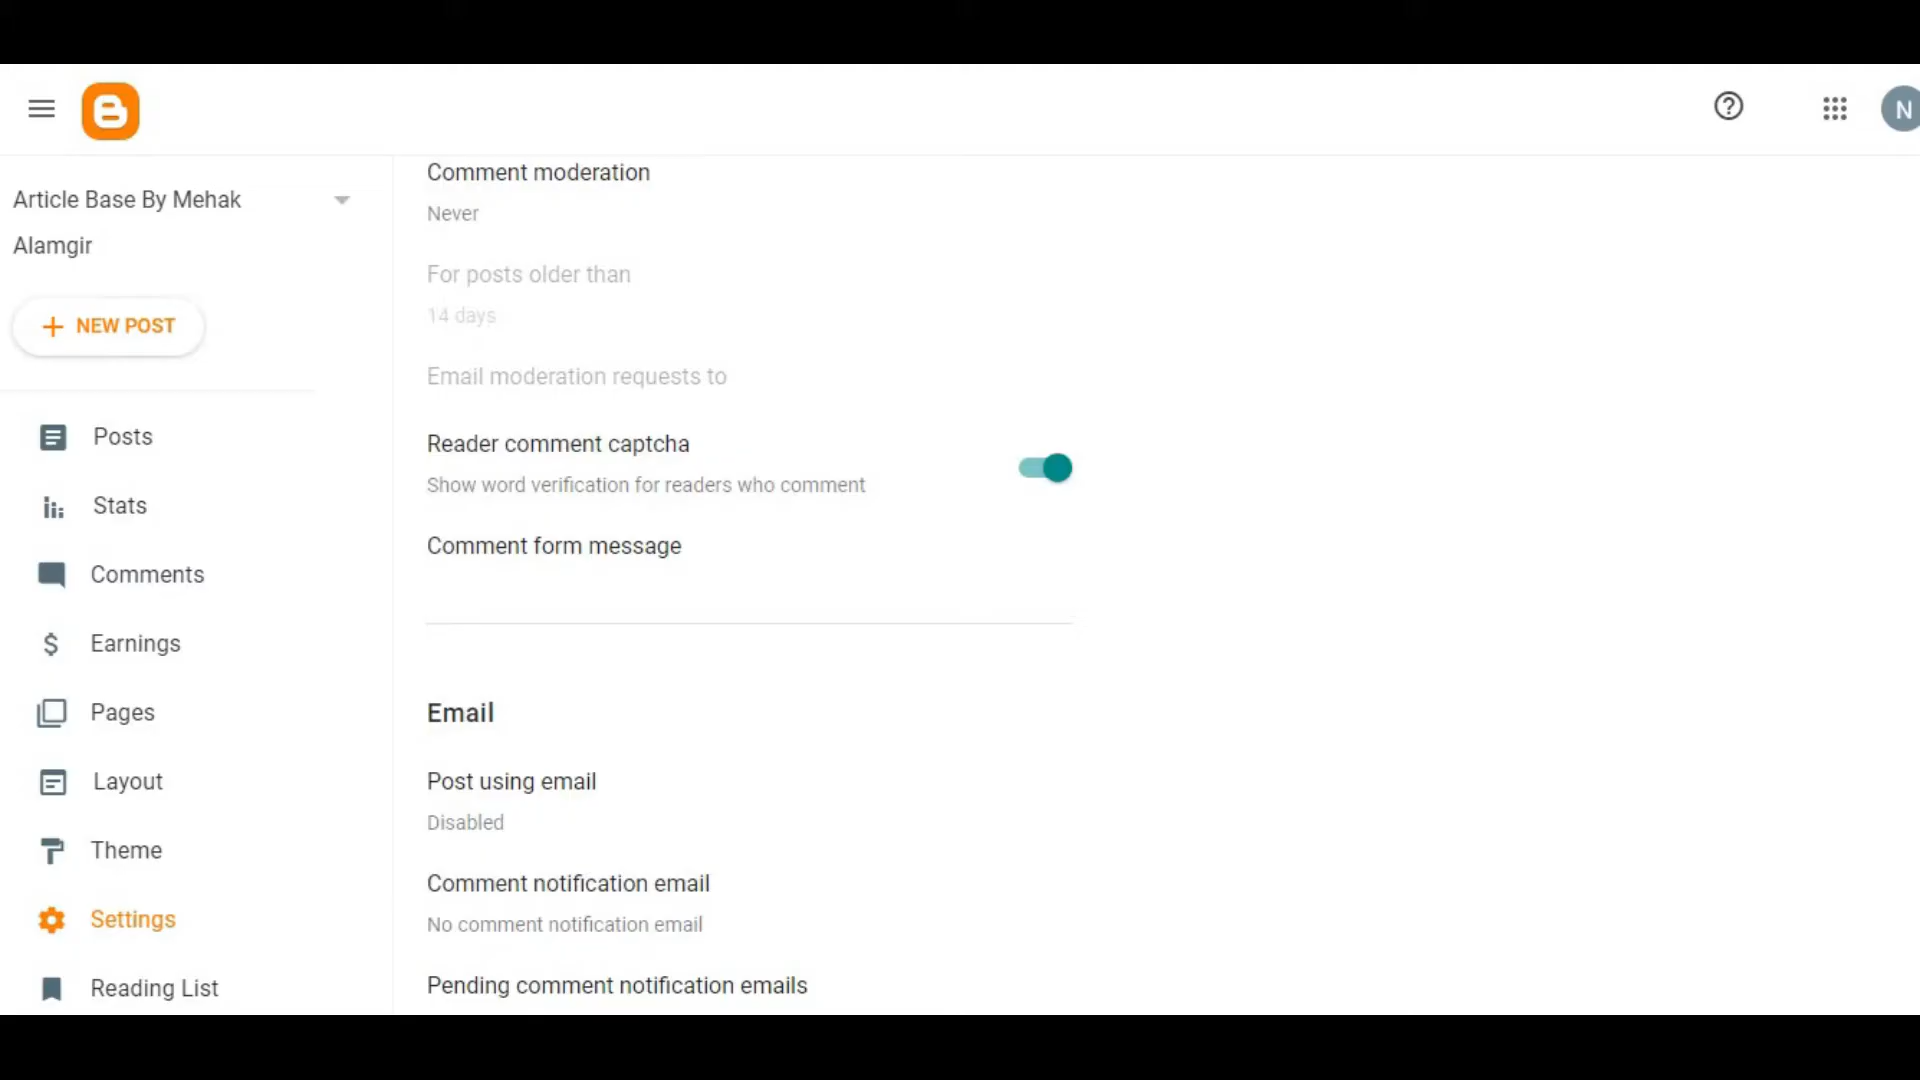 N
Article Base By Mehak
Alamgir
NEW POST
Posts
Stats
Comments
Earnings
Pages
Layout
Theme
Settings
Reading List
Comment moderation
Never
For posts older than
14 days
Email moderation requests to
Reader comment captcha
Show word verification for readers who comment
Comment form message
Email
Post using email
Disabled
Comment notification email
No comment notification email
Pending comment notification emails